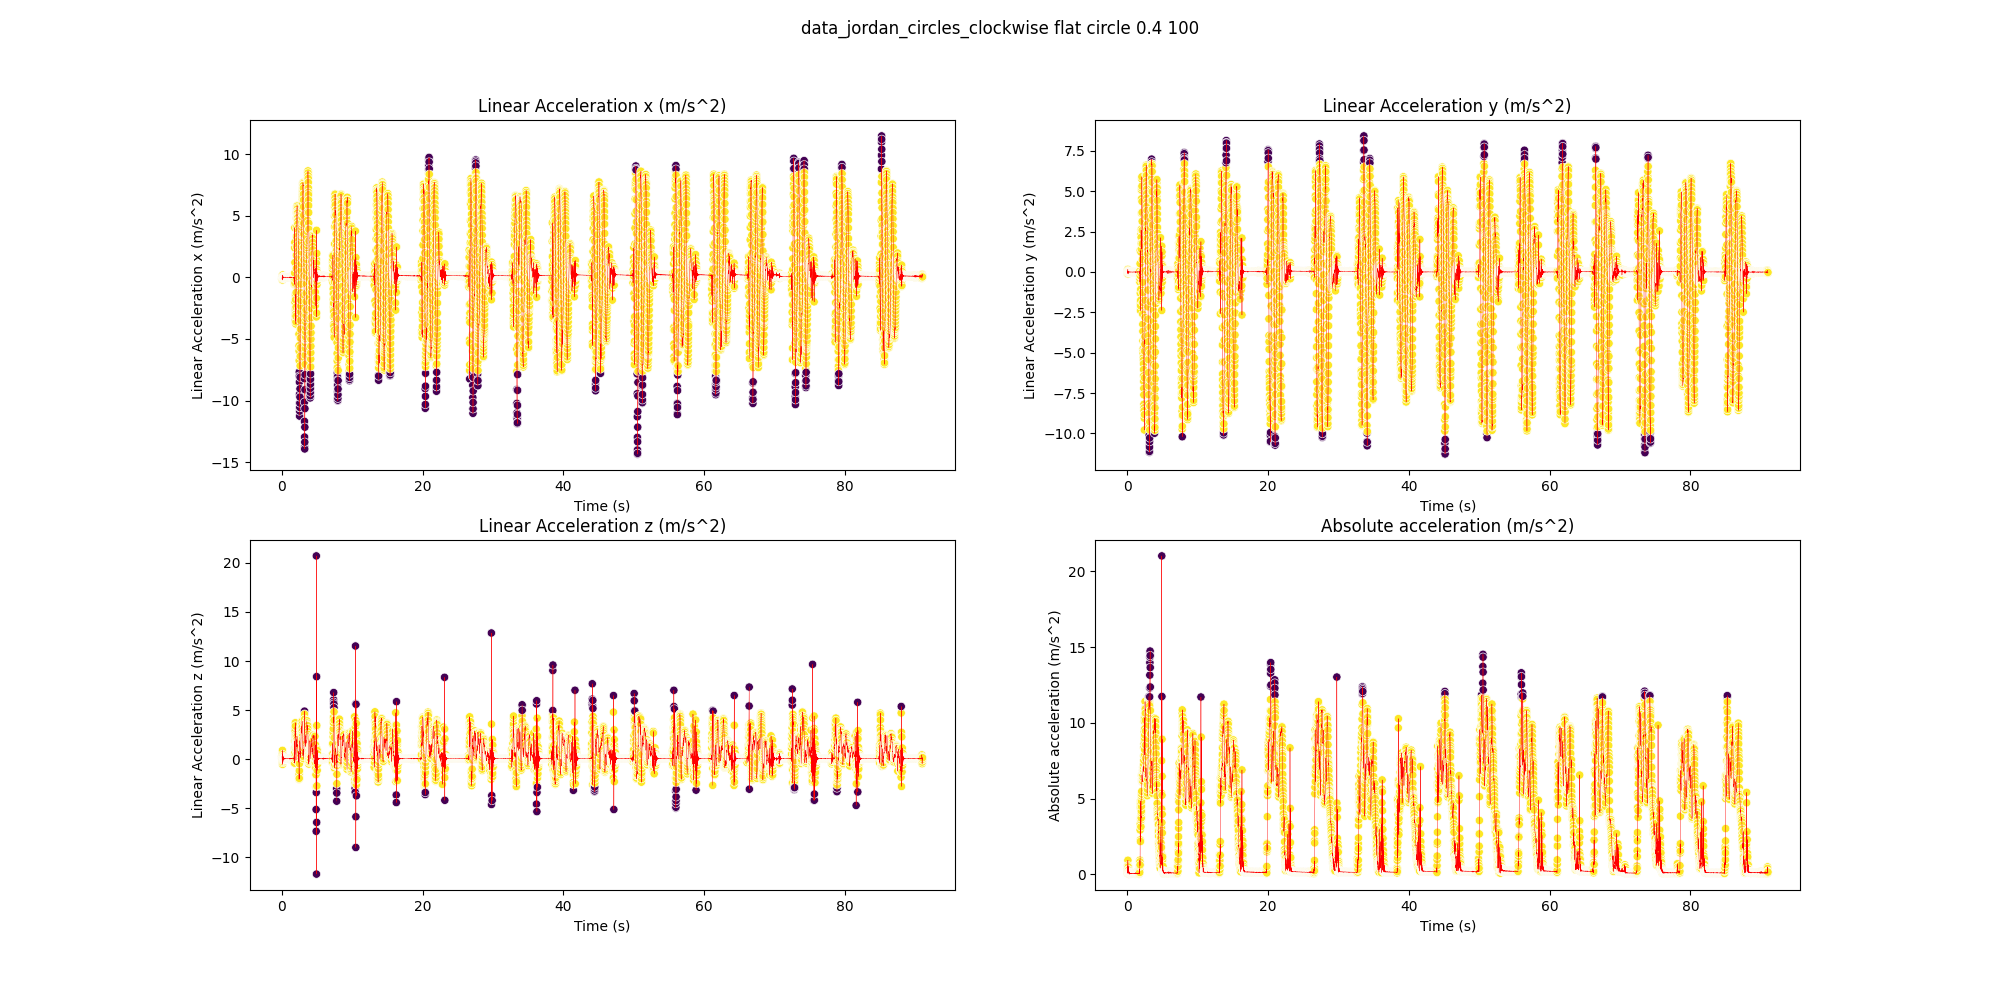 data_jordan_circles_clockwise flat circle 0.4 100
Linear Acceleration x (m/s^2)
Linear Acceleration x (m/s^2)
10
5
0
−5
−10
−15
0 20 40 60 80
Time (s)
Linear Acceleration y (m/s^2)
Linear Acceleration y (m/s^2)
7.5
5.0
2.5
0.0
−2.5
−5.0
−7.5
−10.0
0 20 40 60 80
Time (s)
Linear Acceleration z (m/s^2)
Linear Acceleration z (m/s^2)
20
15
10
5
0
−5
−10
0 20 40 60 80
Time (s)
Absolute acceleration (m/s^2)
Absolute acceleration (m/s^2)
20
15
10
5
0
0 20 40 60 80
Time (s)